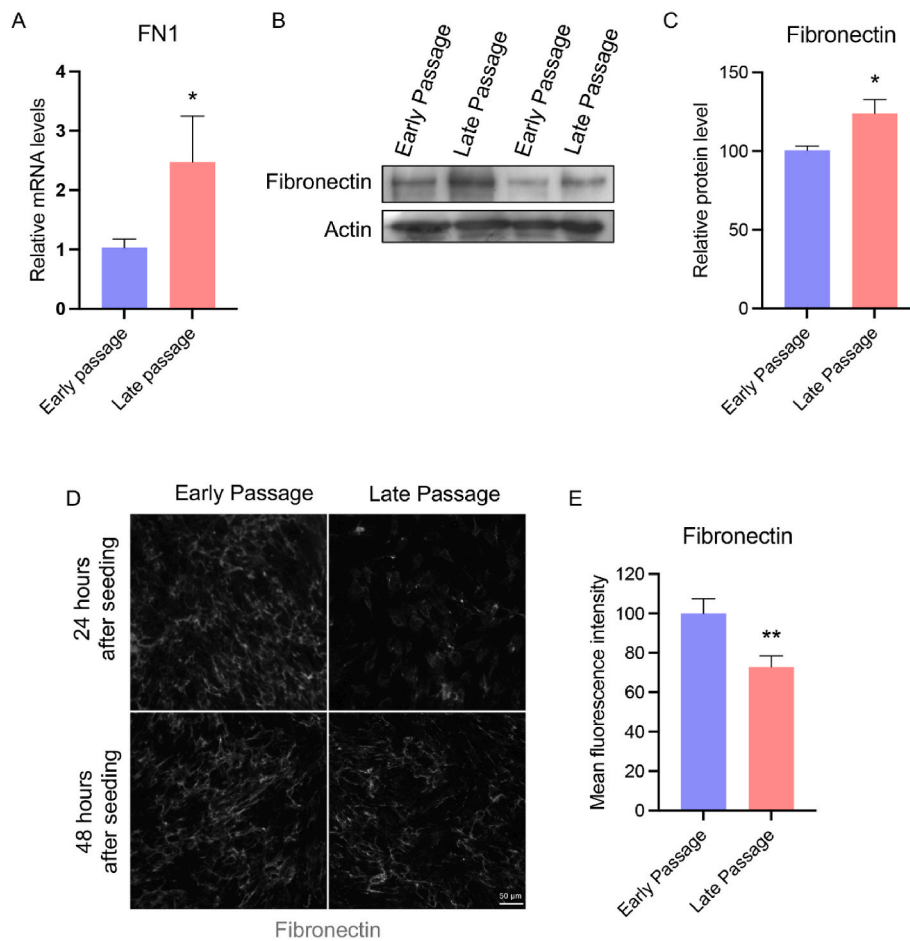 A
FN1
Relative mRNA levels
4
3
2
1
0
*
Early passage
Late passage
B
Early Passage
Late Passage
Early Passage
Late Passage
Fibronectin
Actin
C
Fibronectin
Relative protein level
150
100
50
0
*
Early Passage
Late Passage
D
Early Passage
Late Passage
24 hours
after seeding
48 hours
after seeding
50 µm
Fibronectin
E
Fibronectin
Mean fluorescence intensity
120
100
80
60
40
20
0
**
Early Passage
Late Passage